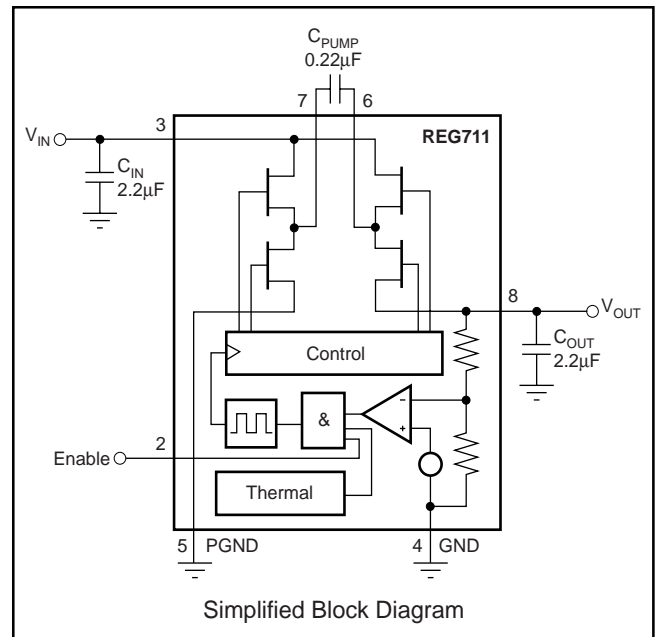 C_PUMP
0.22μF
7 6
V_IN 3 REG711
C_IN
2.2μF
8 V_OUT
C_OUT
2.2μF
Control
&
–
+
2
Enable
Thermal
5 PGND 4 GND
Simplified Block Diagram